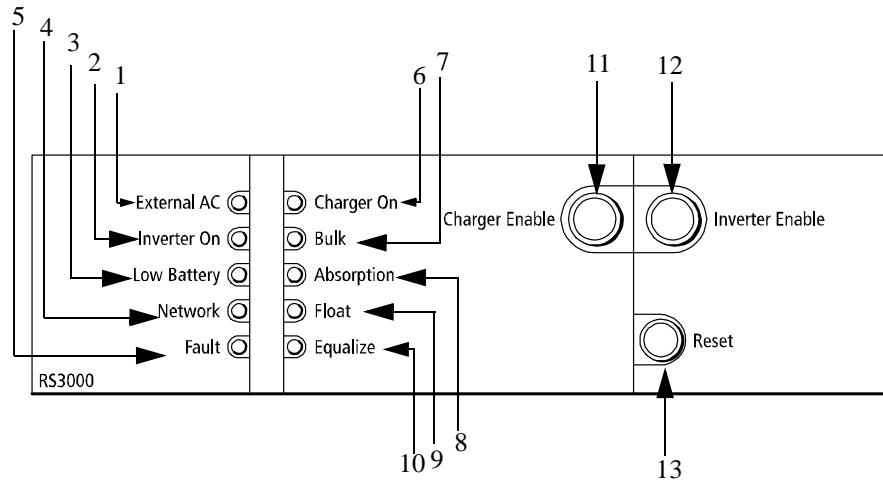 5
4
3
2
1
6
7
11
12
External AC
Charger On
Inverter On
Bulk
Low Battery
Absorption
Network
Float
Fault
Equalize
Charger Enable
Inverter Enable
Reset
RS3000
10
9
8
13